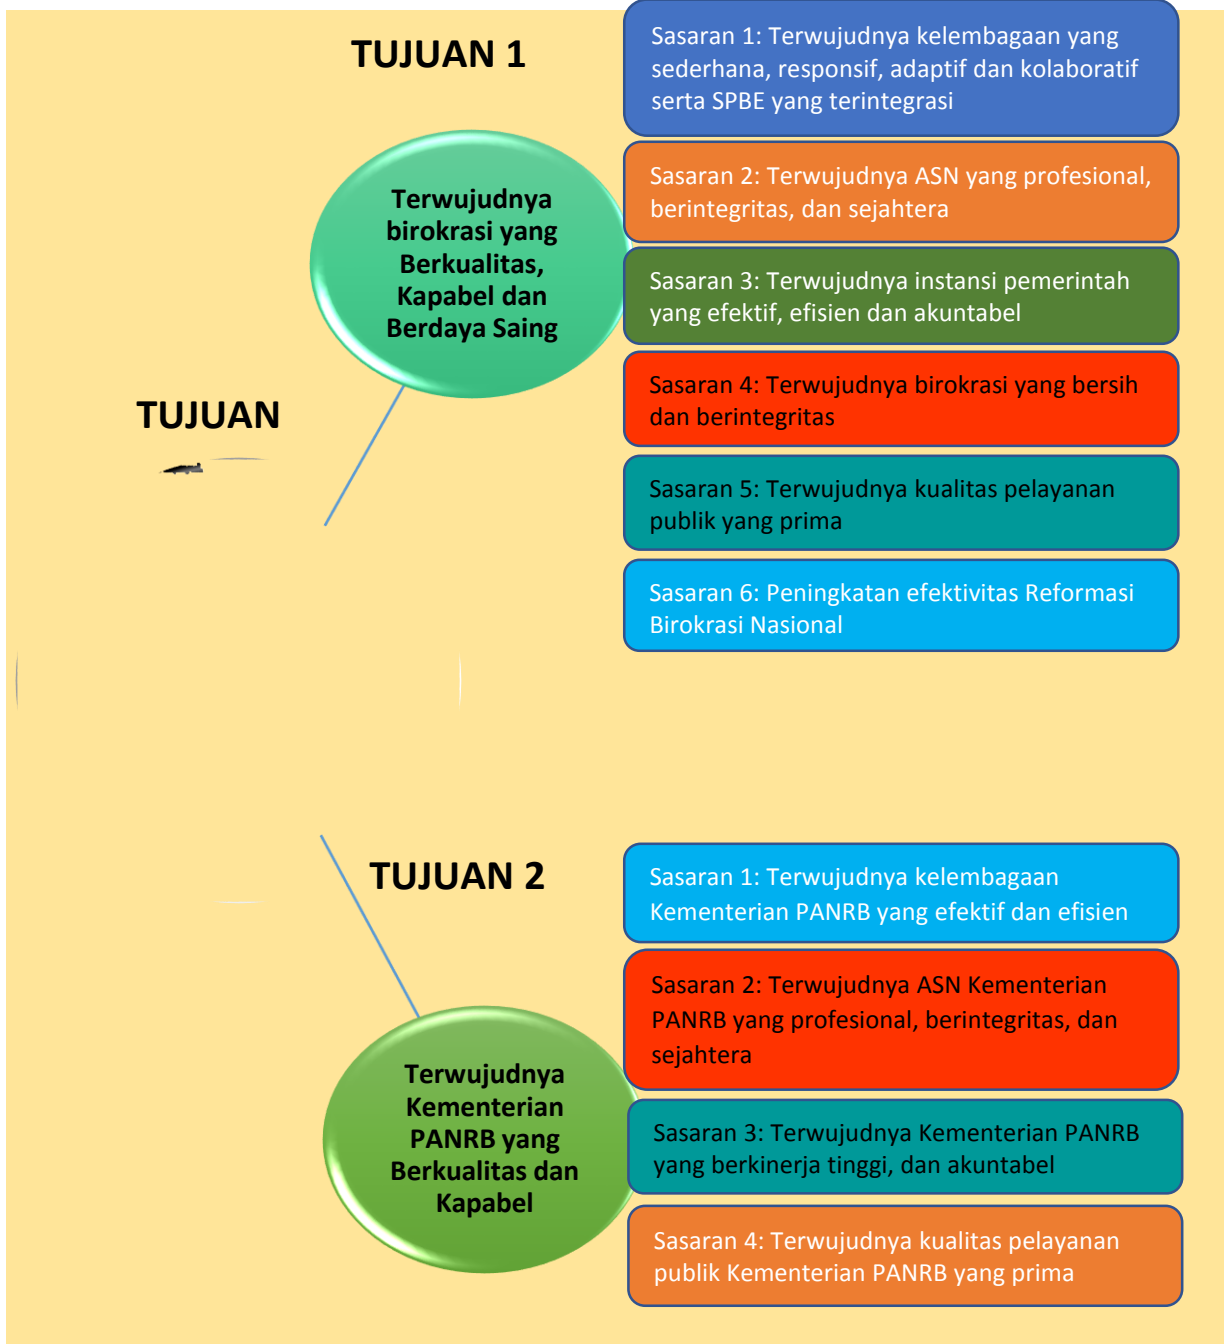 TUJUAN
TUJUAN 1
Terwujudnya
birokrasi yang
Berkualitas,
Kapabel dan
Berdaya Saing
Sasaran 1: Terwujudnya kelembagaan yang
sederhana, responsif, adaptif dan kolaboratif
serta SPBE yang terintegrasi
Sasaran 2: Terwujudnya ASN yang profesional,
berintegritas, dan sejahtera
Sasaran 3: Terwujudnya instansi pemerintah
yang efektif, efisien dan akuntabel
Sasaran 4: Terwujudnya birokrasi yang bersih
dan berintegritas
Sasaran 5: Terwujudnya kualitas pelayanan
publik yang prima
Sasaran 6: Peningkatan efektivitas Reformasi
Birokrasi Nasional
TUJUAN 2
Terwujudnya
Kementerian
PANRB yang
Berkualitas dan
Kapabel
Sasaran 1: Terwujudnya kelembagaan
Kementerian PANRB yang efektif dan efisien
Sasaran 2: Terwujudnya ASN Kementerian
PANRB yang profesional, berintegritas, dan
sejahtera
Sasaran 3: Terwujudnya Kementerian PANRB
yang berkinerja tinggi, dan akuntabel
Sasaran 4: Terwujudnya kualitas pelayanan
publik Kementerian PANRB yang prima